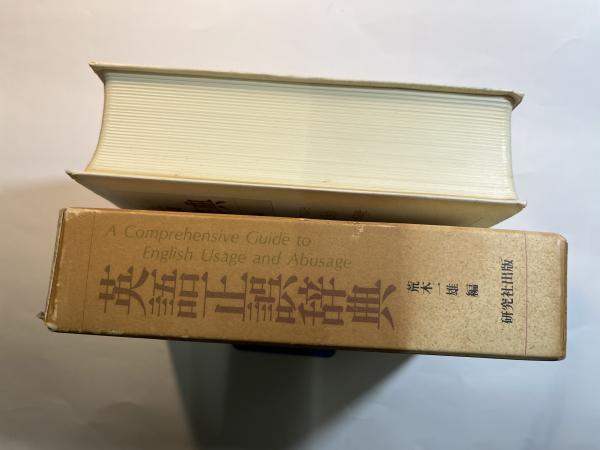 A Comprehensive Guide to
English Usage and Abusage
英語正誤辞典
荒木一雄 編
研究社出版